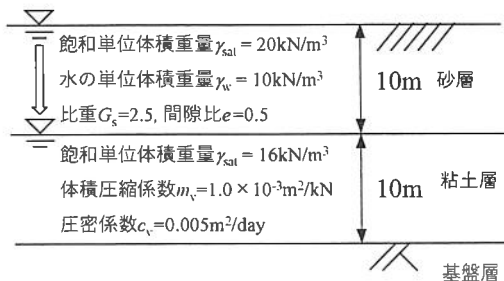 飽和単位体積重量γsat = 20kN/m³
水の単位体積重量γw = 10kN/m³
比重Gs=2.5, 間隙比e=0.5
10m 砂層
飽和単位体積重量γsat = 16kN/m³
体積圧縮係数mv=1.0 × 10⁻³m²/kN
圧密係数cv=0.005m²/day
10m 粘土層
基盤層